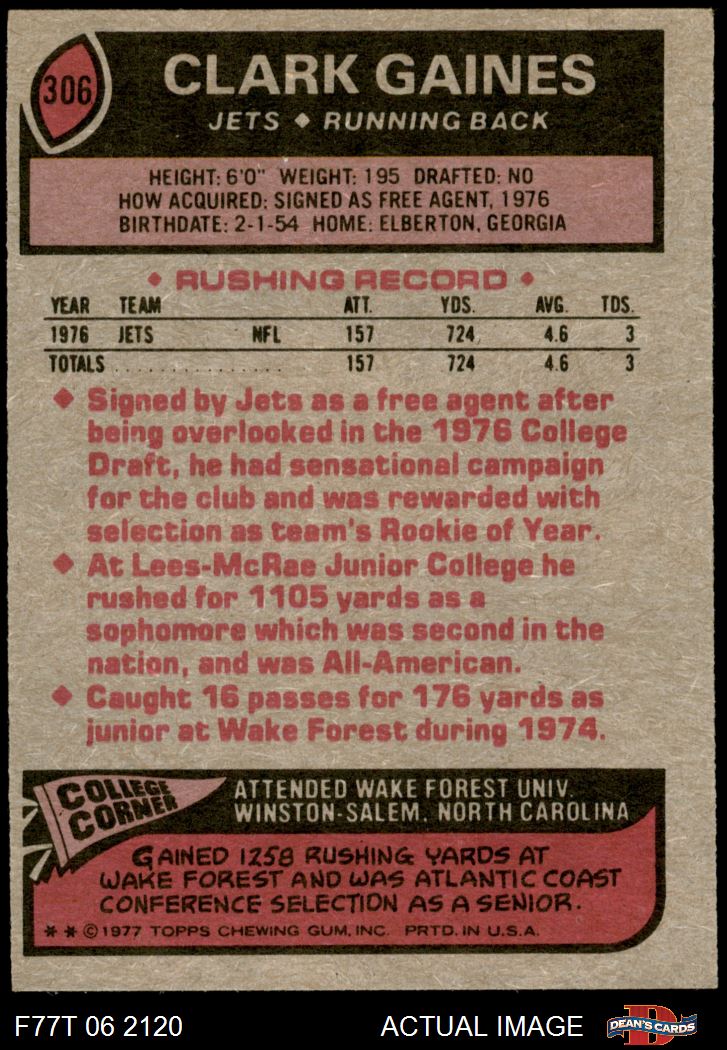 306
CLARK GAINES
JETS ♦ RUNNING BACK
HEIGHT: 6'0" WEIGHT: 195 DRAFTED: NO
HOW ACQUIRED: SIGNED AS FREE AGENT, 1976
BIRTHDATE: 2-1-54 HOME: ELBERTON, GEORGIA
♦ RUSHING RECORD ♦
YEAR TEAM ATT. YDS. AVG. TDS.
1976 JETS NFL 157 724 4.6 3
TOTALS . . . . . . . . . . . . . . . 157 724 4.6 3
♦ Signed by Jets as a free agent after
being overlooked in the 1976 College
Draft, he had sensational campaign
for the club and was rewarded with
selection as team's Rookie of Year.
♦ At Lees-McRae Junior College he
rushed for 1105 yards as a
sophomore which was second in the
nation, and was All-American.
♦ Caught 16 passes for 176 yards as
junior at Wake Forest during 1974.
COLLEGE
CORNER
ATTENDED WAKE FOREST UNIV.
WINSTON-SALEM, NORTH CAROLINA
GAINED 1258 RUSHING YARDS AT
WAKE FOREST AND WAS ATLANTIC COAST
CONFERENCE SELECTION AS A SENIOR.
* * © 1977 TOPPS CHEWING GUM, INC. PRTD. IN U.S.A.
F77T 06 2120 ACTUAL IMAGE
D
DEAN'S CARDS